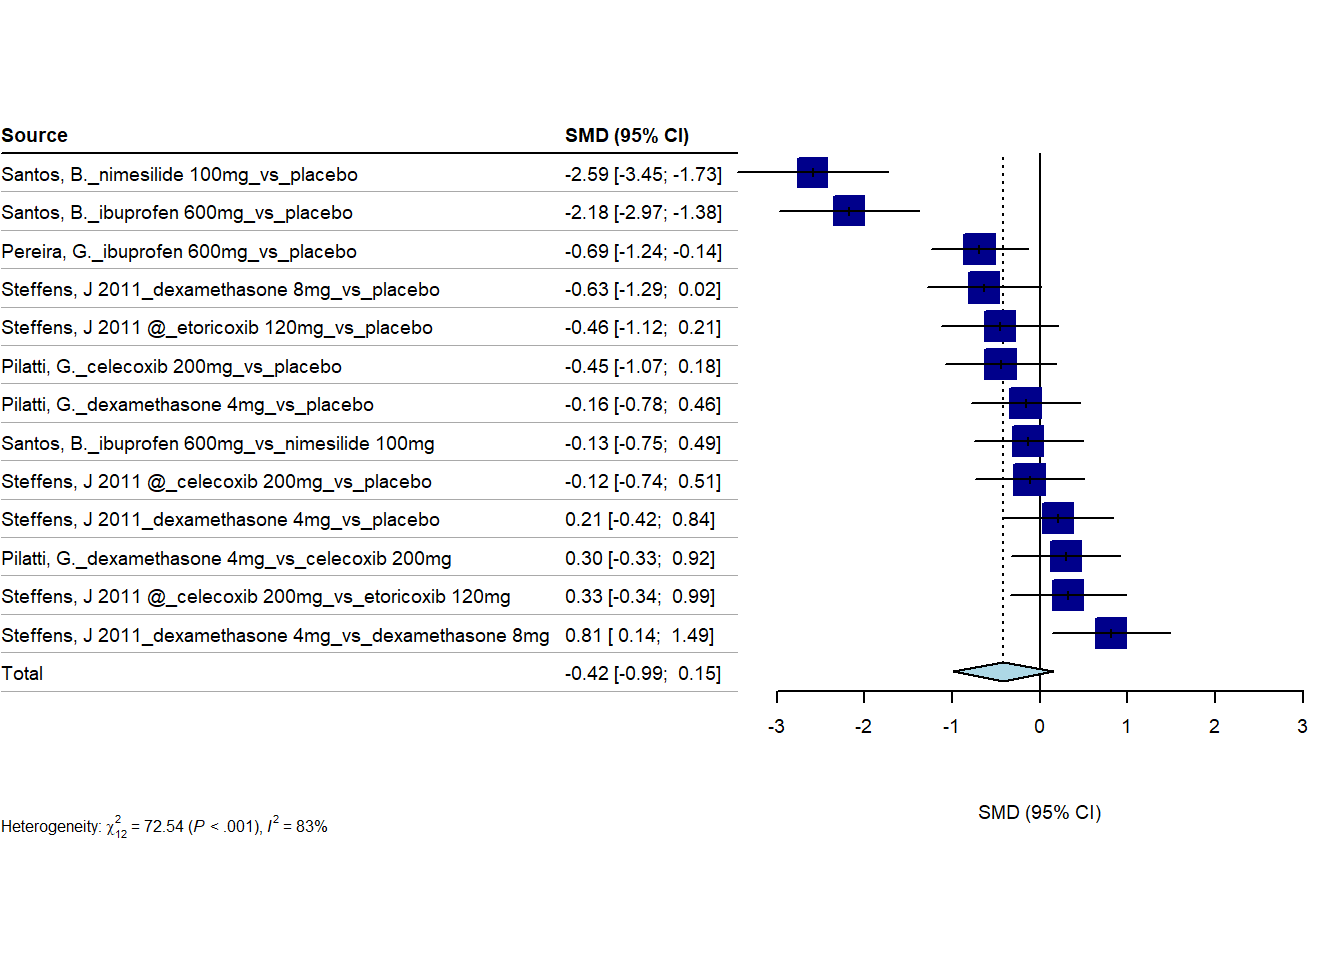 Source SMD (95% CI)
Santos, B._nimesilide 100mg_vs_placebo -2.59 [-3.45; -1.73]
Santos, B._ibuprofen 600mg_vs_placebo -2.18 [-2.97; -1.38]
Pereira, G._ibuprofen 600mg_vs_placebo -0.69 [-1.24; -0.14]
Steffens, J 2011_dexamethasone 8mg_vs_placebo -0.63 [-1.29; 0.02]
Steffens, J 2011 @_etoricoxib 120mg_vs_placebo -0.46 [-1.12; 0.21]
Pilatti, G._celecoxib 200mg_vs_placebo -0.45 [-1.07; 0.18]
Pilatti, G._dexamethasone 4mg_vs_placebo -0.16 [-0.78; 0.46]
Santos, B._ibuprofen 600mg_vs_nimesilide 100mg -0.13 [-0.75; 0.49]
Steffens, J 2011 @_celecoxib 200mg_vs_placebo -0.12 [-0.74; 0.51]
Steffens, J 2011_dexamethasone 4mg_vs_placebo 0.21 [-0.42; 0.84]
Pilatti, G._dexamethasone 4mg_vs_celecoxib 200mg 0.30 [-0.33; 0.92]
Steffens, J 2011 @_celecoxib 200mg_vs_etoricoxib 120mg 0.33 [-0.34; 0.99]
Steffens, J 2011_dexamethasone 4mg_vs_dexamethasone 8mg 0.81 [ 0.14; 1.49]
Total -0.42 [-0.99; 0.15]
-3 -2 -1 0 1 2 3
SMD (95% CI)
Heterogeneity: χ²₁₂ = 72.54 (P < .001), I² = 83%